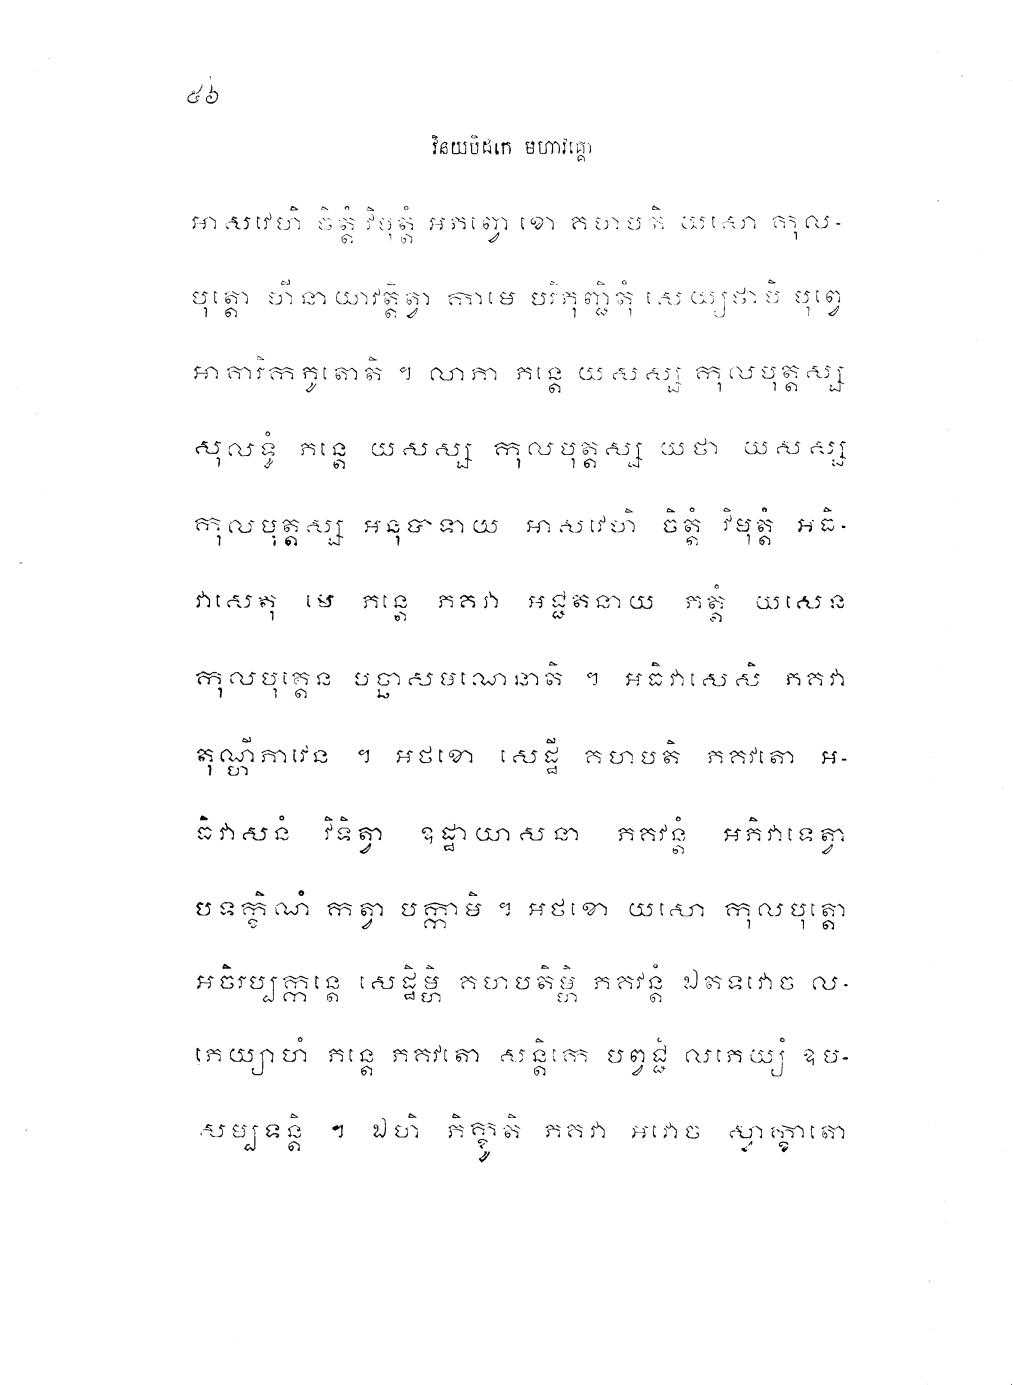 ៥៦
វិនយបិដកេ មហាវគ្គោ
អាសវេហិ ចិត្តំ វិមុត្តំ អភព្វោ ខោ គហបតិ យសោ កុល-
បុត្តោ ហីនាយាវត្តិត្វា កាមេ បរិភុញ្ជិតុំ សេយ្យថាបិ បុព្វេ
អាគារិកភូតោតិ ។ លាភា ភន្តេ យសស្ស កុលបុត្តស្ស
សុលទ្ធំ ភន្តេ យសស្ស កុលបុត្តស្ស យថា យសស្ស
កុលបុត្តស្ស អនុបាទាយ អាសវេហិ ចិត្តំ វិមុត្តំ អធិ-
វាសេតុ មេ ភន្តេ ភគវា អជ្ជតនាយ ភត្តំ យសេន
កុលបុត្តេន បច្ឆាសមណេនាតិ ។ អធិវាសេសិ ភគវា
តុណ្ហីភាវេន ។ អថខោ សេដ្ឋី គហបតិ ភគវតោ អ-
ធិវាសនំ វិទិត្វា ឧដ្ឋាយាសនា ភគវន្តំ អភិវាទេត្វា
បទក្ខិណំ កត្វា បក្កាមិ ។ អថខោ យសោ កុលបុត្តោ
អចិរប្បក្កន្តេ សេដ្ឋិម្ហិ គហបតិម្ហិ ភគវន្តំ ឯតទវោច ល-
ភេយ្យាហំ ភន្តេ ភគវតោ សន្តិកេ បព្វជ្ជំ លភេយ្យំ ឧប-
សម្បទន្តិ ។ ឯហិ ភិក្ខូតិ ភគវា អវោច ស្វាក្ខាតោ